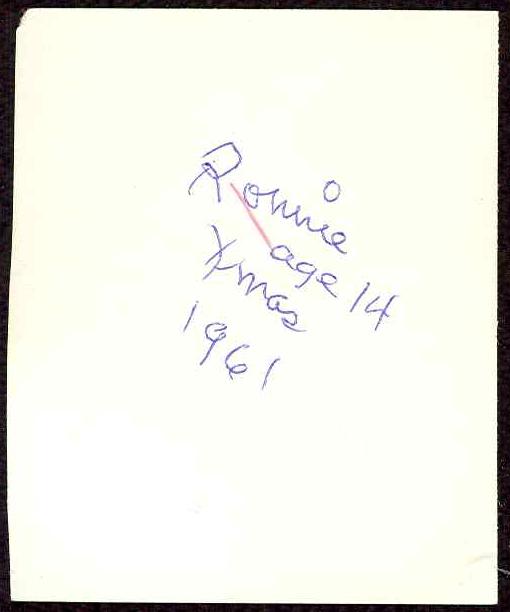 Ronnie
age 14
Xmas
1961